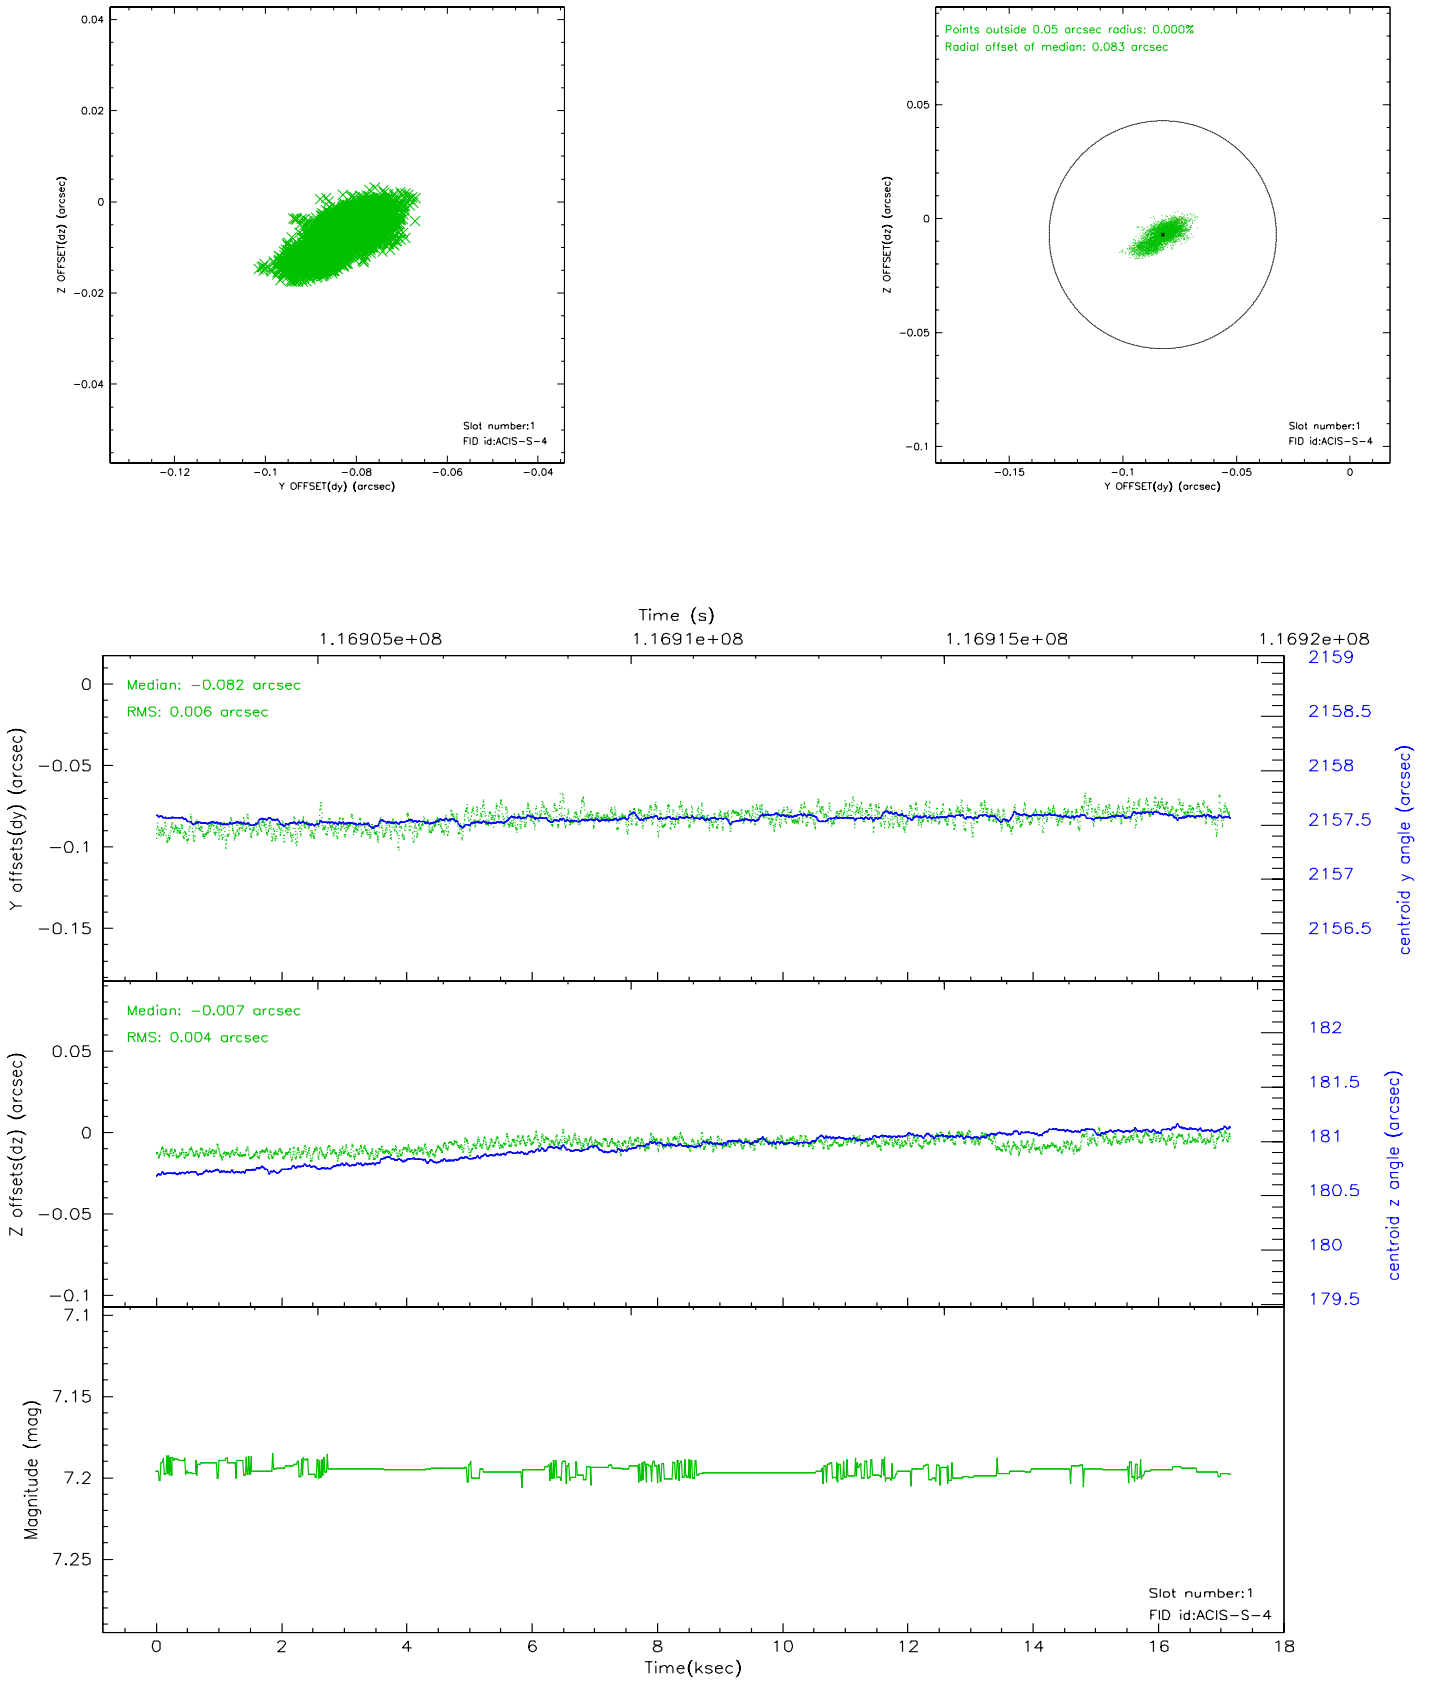 0.04
0.02
0
−0.02
−0.04
−0.12
−0.1
−0.08
−0.06
−0.04
Z OFFSET(dz) (arcsec)
Y OFFSET(dy) (arcsec)
Slot number:1
FID id:ACIS−S−4
Points outside 0.05 arcsec radius: 0.000%
Radial offset of median: 0.083 arcsec
0.05
0
−0.05
−0.1
−0.15
−0.1
−0.05
0
Z OFFSET(dz) (arcsec)
Y OFFSET(dy) (arcsec)
Slot number:1
FID id:ACIS−S−4
Time (s)
1.16905e+08
1.1691e+08
1.16915e+08
1.1692e+08
Median: −0.082 arcsec
RMS: 0.006 arcsec
0
−0.05
−0.1
−0.15
Y offsets(dy) (arcsec)
2159
2158.5
2158
2157.5
2157
2156.5
centroid y angle (arcsec)
Median: −0.007 arcsec
RMS: 0.004 arcsec
0.05
0
−0.05
−0.1
Z offsets(dz) (arcsec)
182
181.5
181
180.5
180
179.5
centroid z angle (arcsec)
7.1
7.15
7.2
7.25
Magnitude (mag)
Slot number:1
FID id:ACIS−S−4
0
2
4
6
8
10
12
14
16
18
Time(ksec)